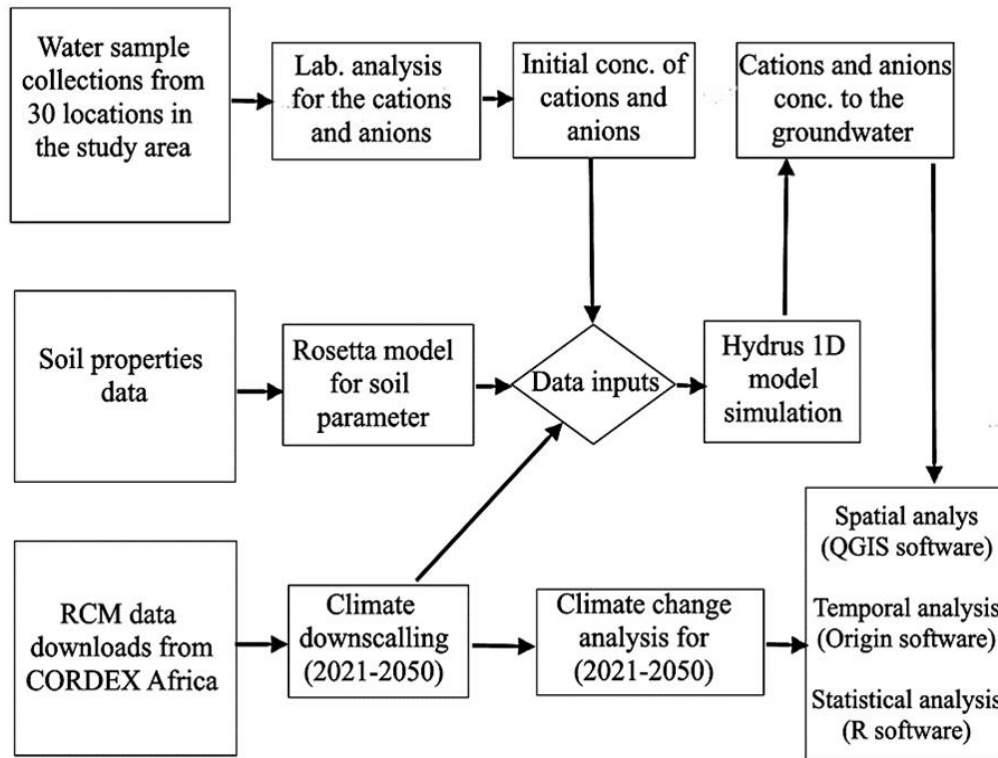 Water sample
collections from
30 locations in
the study area
Lab. analysis
for the cations
and anions
Initial conc. of
cations and
anions
Cations and anions
conc. to the
groundwater
Soil properties
data
Rosetta model
for soil
parameter
Data inputs
Hydrus 1D
model
simulation
RCM data
downloads from
CORDEX Africa
Climate
downscalling
(2021-2050)
Climate change
analysis for
(2021-2050)
Spatial analys
(QGIS software)
Temporal analysis
(Origin software)
Statistical analysis
(R software)